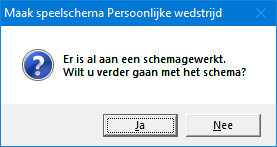 Maak speelschema Persoonlijke wedstrijd
Er is al aan een schemagewerkt.
Wilt u verder gaan met het schema?
Ja
Nee